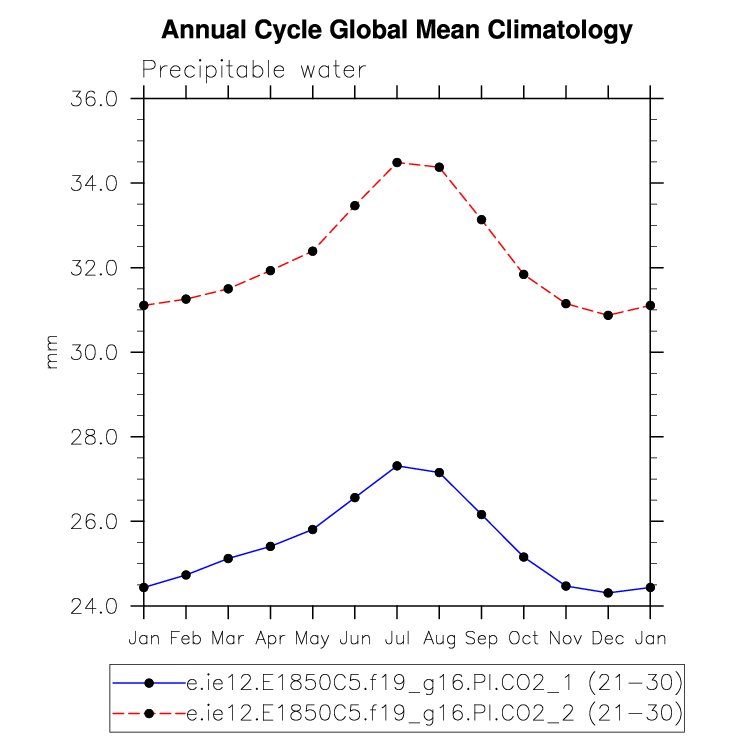 Annual Cycle Global Mean Climatology
Precipitable water
36.0
34.0
32.0
30.0
28.0
26.0
24.0
mm
Jan Feb Mar Apr May Jun Jul Aug Sep Oct Nov Dec Jan
e.ie12.E1850C5.f19_g16.PI.CO2_1 (21-30)
e.ie12.E1850C5.f19_g16.PI.CO2_2 (21-30)